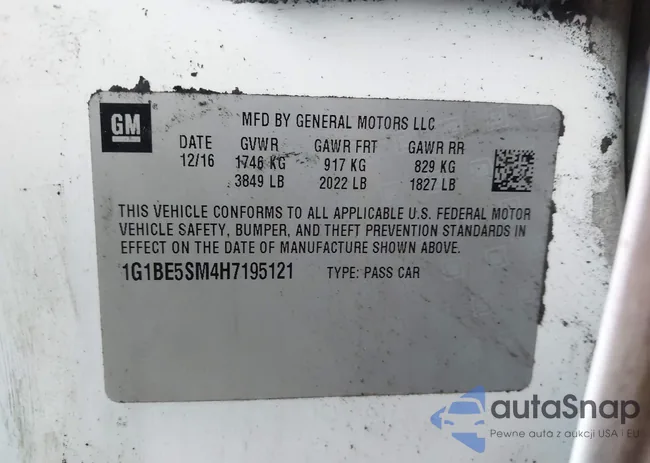 GM
MFD BY GENERAL MOTORS LLC
DATE GVWR GAWR FRT GAWR RR
12/16 1746 KG 917 KG 829 KG
3849 LB 2022 LB 1827 LB
THIS VEHICLE CONFORMS TO ALL APPLICABLE U.S. FEDERAL MOTOR
VEHICLE SAFETY, BUMPER, AND THEFT PREVENTION STANDARDS IN
EFFECT ON THE DATE OF MANUFACTURE SHOWN ABOVE.
1G1BE5SM4H7195121 TYPE: PASS CAR
autaSnap
Pewne auta z aukcji USA i EU